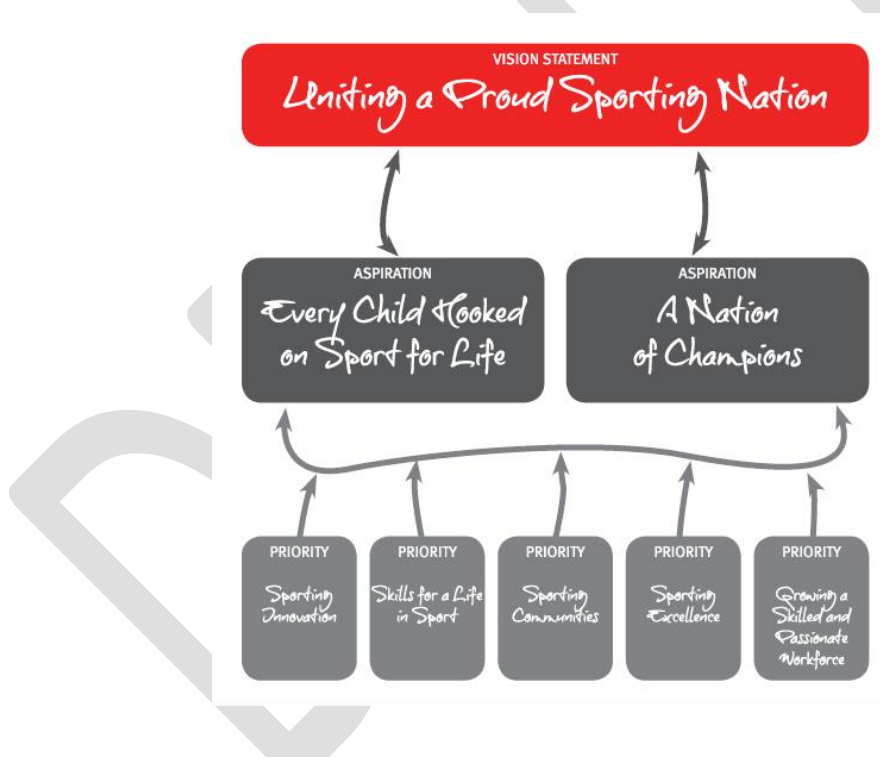 VISION STATEMENT
Uniting a Proud Sporting Nation
ASPIRATION
Every Child Hooked
on Sport for Life
ASPIRATION
A Nation
of Champions
PRIORITY
Sporting
Innovation
PRIORITY
Skills for a Life
in Sport
PRIORITY
Sporting
Communities
PRIORITY
Sporting
Excellence
PRIORITY
Growing a
Skilled and
Passionate
Workforce